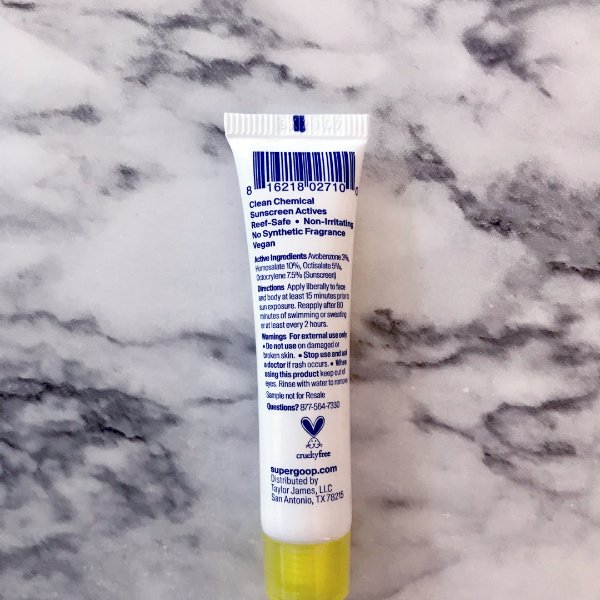 8 16218 02710 0
Clean Chemical
Sunscreen Actives
Reef-Safe • Non-Irritating
No Synthetic Fragrance
Vegan
Active Ingredients Avobenzone 3%,
Homosalate 10%, Octisalate 5%,
Octocrylene 7.5% (Sunscreen)
Directions Apply liberally to face
and body at least 15 minutes prior to
sun exposure. Reapply after 80
minutes of swimming or sweating
or at least every 2 hours.
Warnings For external use only.
• Do not use on damaged or
broken skin. • Stop use and ask
a doctor if rash occurs. • When
using this product keep out of
eyes. Rinse with water to remove.
Sample not for Resale
Questions? 877-564-7330
crueltyfree
supergoop.com
Distributed by
Taylor James, LLC
San Antonio, TX 78215